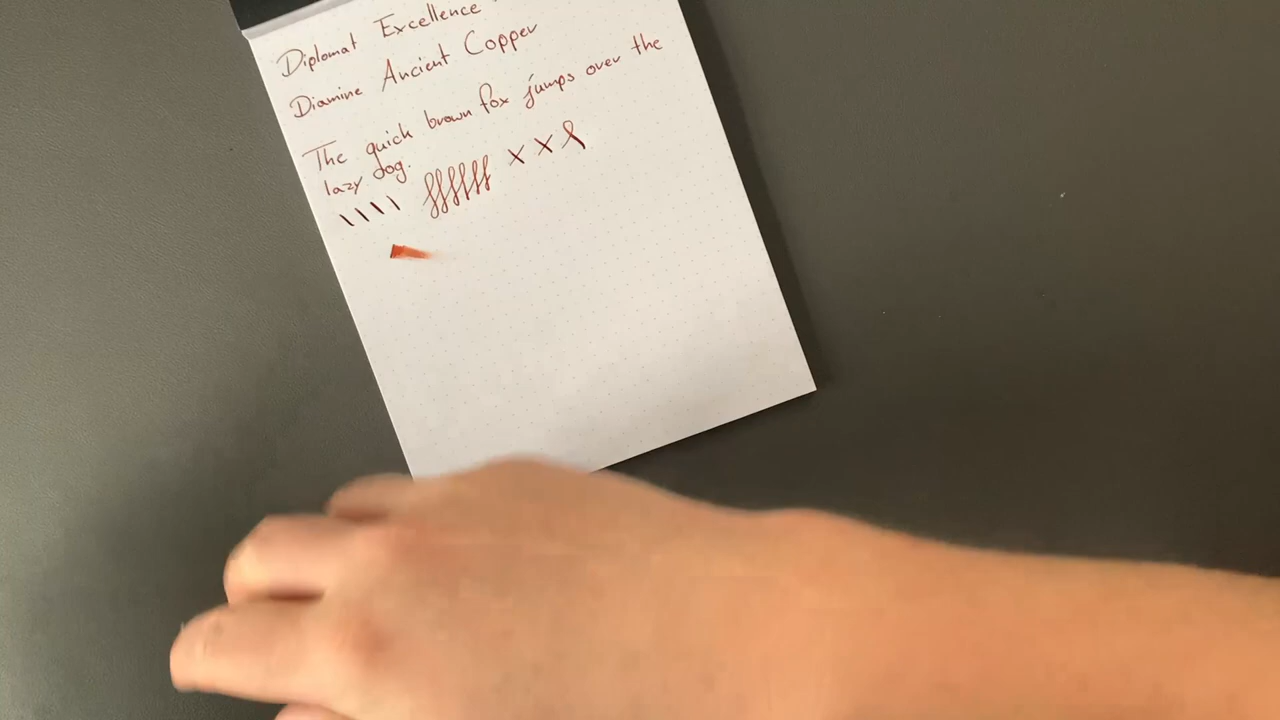 Diplomat Excellence
Diamine Ancient Copper
The quick brown fox jumps over the
lazy dog.